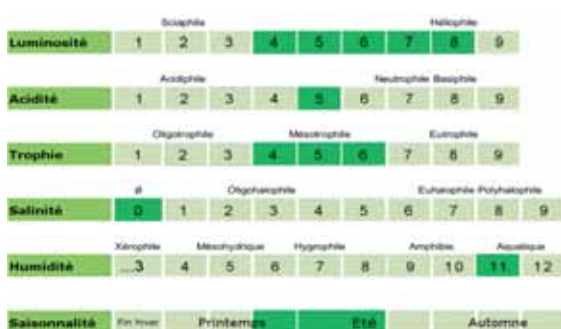 Sciaphile Héliophile
Luminosité 1 2 3 4 5 6 7 8 9
Acidiphile Neutrophile Basiphile
Acidité 1 2 3 4 5 6 7 8 9
Oligotrophile Mésotrophile Eutrophile
Trophie 1 2 3 4 5 6 7 8 9
Ø Oligohalophile Euhalophile Polyhalophile
Salinité 0 1 2 3 4 5 6 7 8 9
Xérophile Mésohydrique Hygrophile Amphibie Aquatique
Humidité ...3 4 5 6 7 8 9 10 11 12
Saisonnalité Fin hiver Printemps Eté Automne